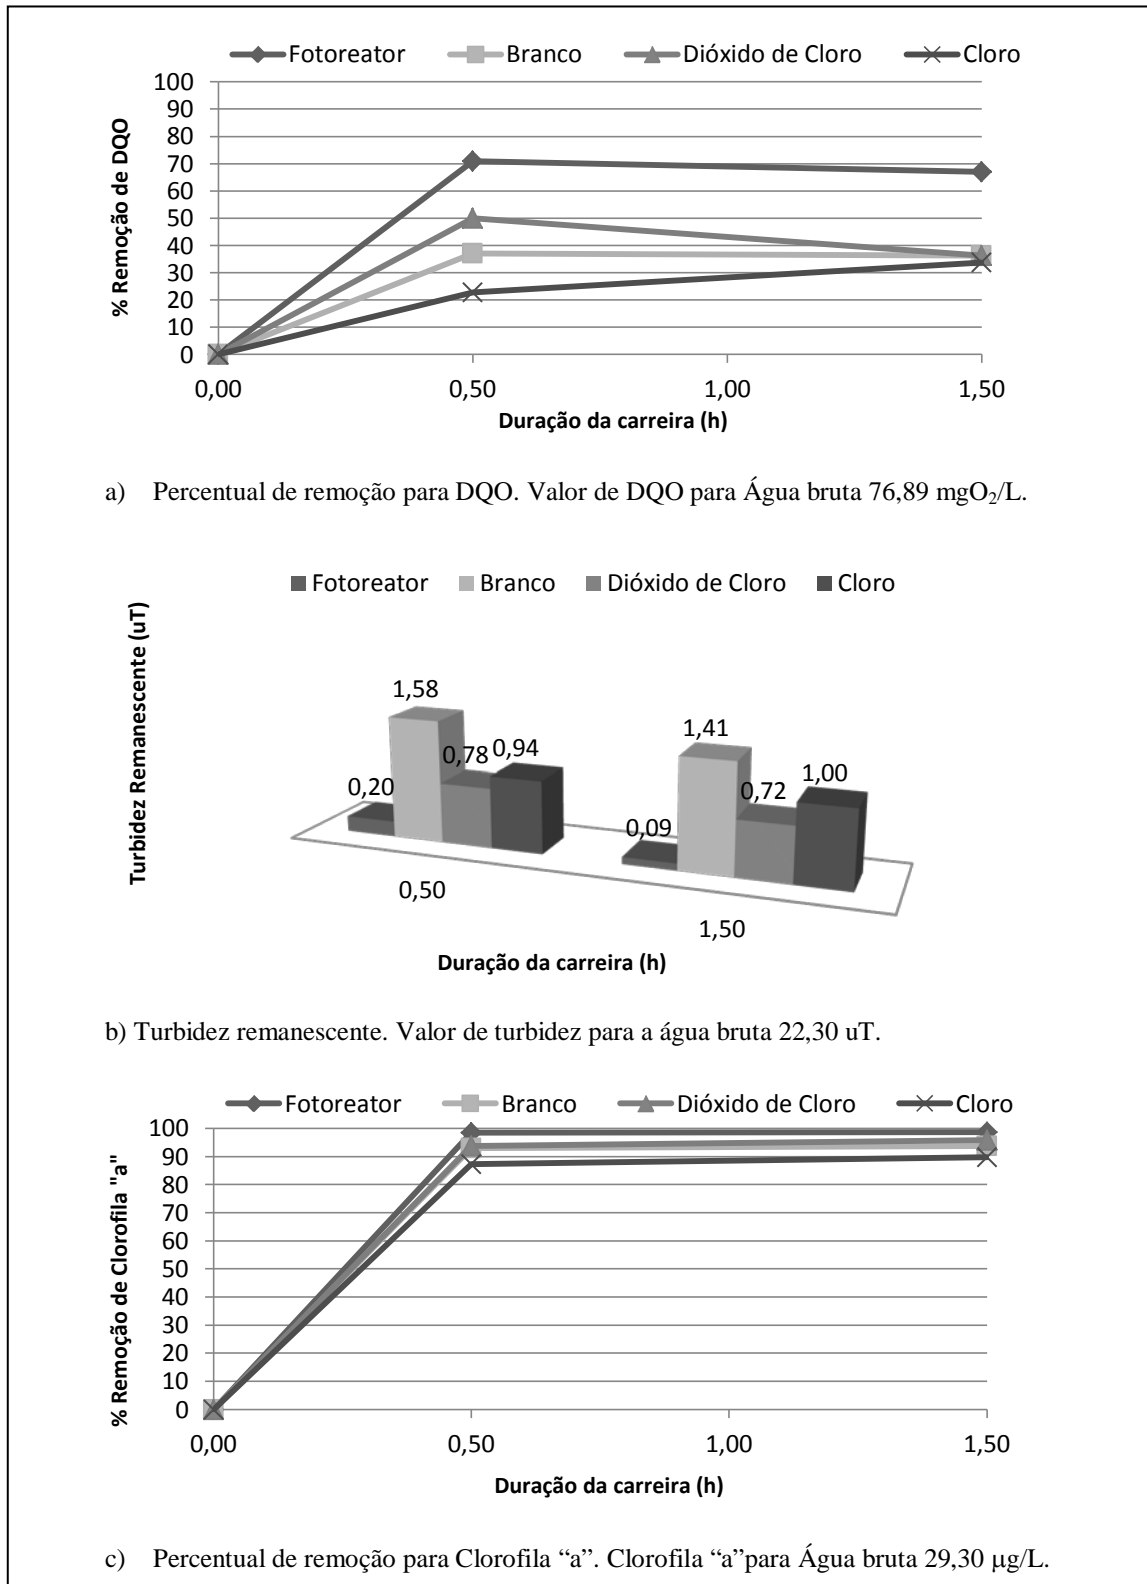 Fotoreator Branco Dióxido de Cloro Cloro
% Remoção de DQO
100
90
80
70
60
50
40
30
20
10
0
0,00 0,50 1,00 1,50
Duração da carreira (h)
a) Percentual de remoção para DQO. Valor de DQO para Água bruta 76,89 mgO₂/L.
Fotoreator Branco Dióxido de Cloro Cloro
Turbidez Remanescente (uT)
0,20 1,58 0,78 0,94
0,09 1,41 0,72 1,00
0,50
1,50
Duração da carreira (h)
b) Turbidez remanescente. Valor de turbidez para a água bruta 22,30 uT.
Fotoreator Branco Dióxido de Cloro Cloro
% Remoção de Clorofila "a"
100
90
80
70
60
50
40
30
20
10
0
0,00 0,50 1,00 1,50
Duração da carreira (h)
c) Percentual de remoção para Clorofila “a”. Clorofila “a”para Água bruta 29,30 µg/L.